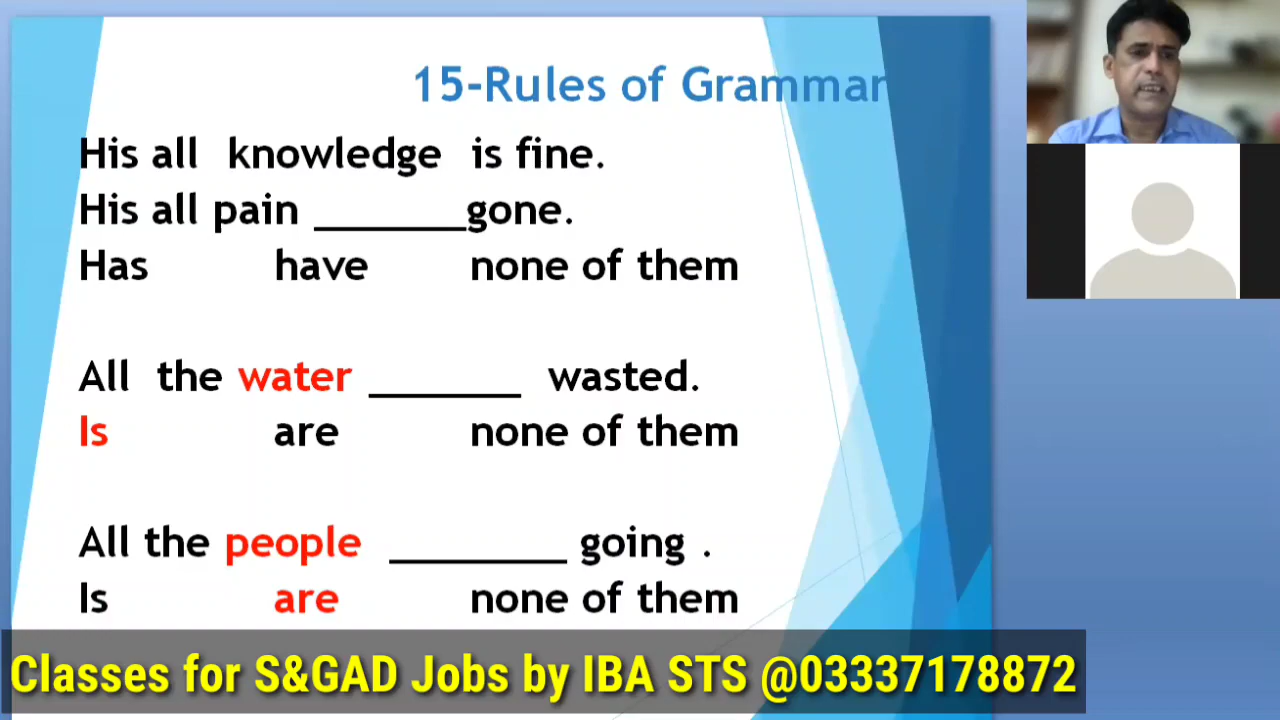 15-Rules of Grammar
His all knowledge is fine.
His all pain _______gone.
Has have none of them
All the water _______ wasted.
Is are none of them
All the people ________ going .
Is are none of them
Classes for S&GAD Jobs by IBA STS @03337178872